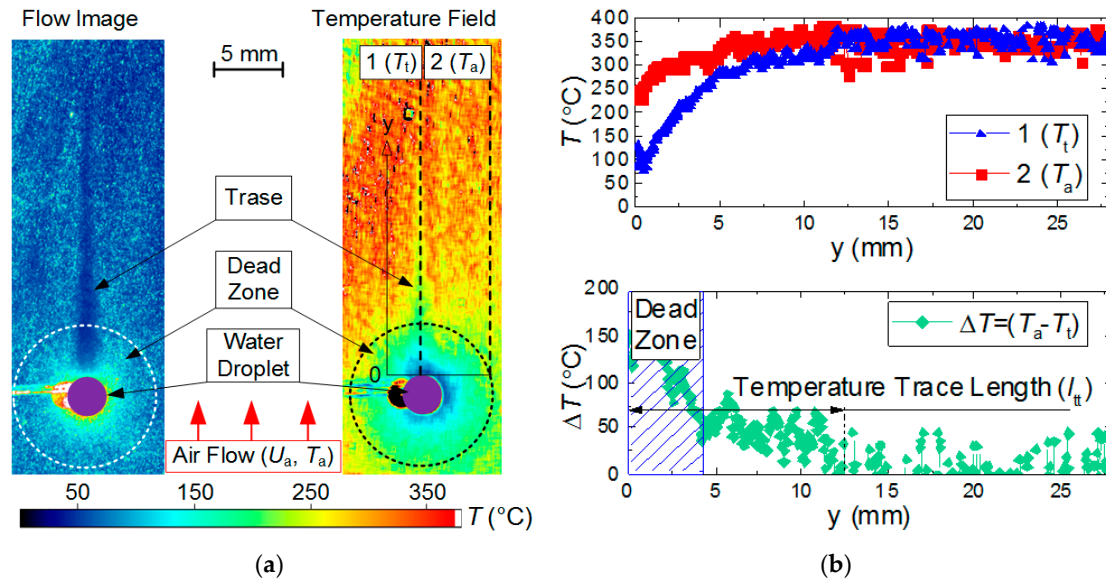 Flow Image
Temperature Field
5 mm
1 (Tt)
2 (Ta)
y
Trase
Dead
Zone
Water
Droplet
0
Air Flow (Ua, Ta)
50 150 250 350 T (°C)
(a)
400
350
300
250
200
150
100
50
0
T (°C)
1 (Tt)
2 (Ta)
0 5 10 15 20 25
y (mm)
200
150
100
50
0
ΔT (°C)
Dead
Zone
ΔT=(Ta-Tt)
Temperature Trace Length (ltt)
0 5 10 15 20 25
y (mm)
(b)